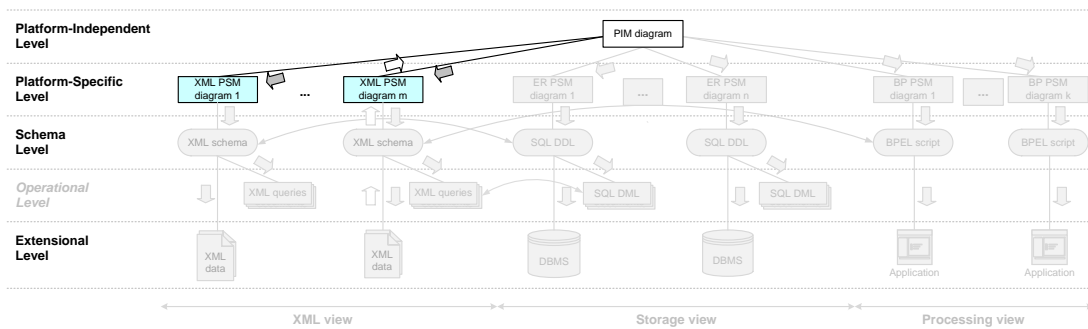 Platform-Independent
Level
PIM diagram
Platform-Specific
Level
XML PSM
diagram 1
...
XML PSM
diagram m
ER PSM
diagram 1
...
ER PSM
diagram n
BP PSM
diagram 1
...
BP PSM
diagram k
Schema
Level
XML schema
XML schema
SQL DDL
SQL DDL
BPEL script
BPEL script
Operational
Level
XML queries
XML queries
SQL DML
SQL DML
Extensional
Level
XML
data
XML
data
DBMS
DBMS
Application
Application
XML view
Storage view
Processing view